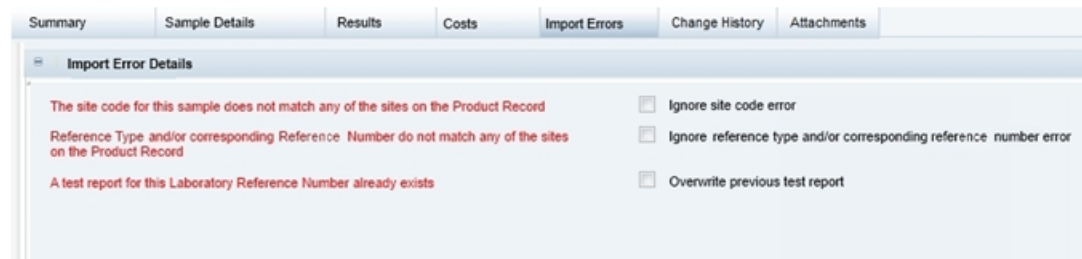 Summary Sample Details Results Costs Import Errors Change History Attachments
Import Error Details
The site code for this sample does not match any of the sites on the Product Record Ignore site code error
Reference Type and/or corresponding Reference Number do not match any of the sites Ignore reference type and/or corresponding reference number error
on the Product Record
A test report for this Laboratory Reference Number already exists Overwrite previous test report